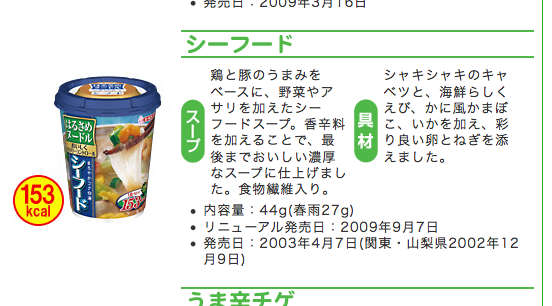 発売日：2009年3月16日
シーフード
スープ
鶏と豚のうまみを
ベースに、野菜やア
サリを加えたシー
フードスープ。香辛料
を加えることで、最
後までおいしい濃厚
なスープに仕上げまし
た。食物繊維入り。
具材
シャキシャキのキャ
ベツと、海鮮らしく
えび、かに風かまぼ
こ、いかを加え、彩
り良い卵とねぎを添
えました。
はるさめ
ヌードル
おいしく
シーフード
153
153
kcal
内容量：44g(春雨27g)
リニューアル発売日：2009年9月7日
発売日：2003年4月7日(関東・山梨県2002年12
月9日)
うま辛チゲ